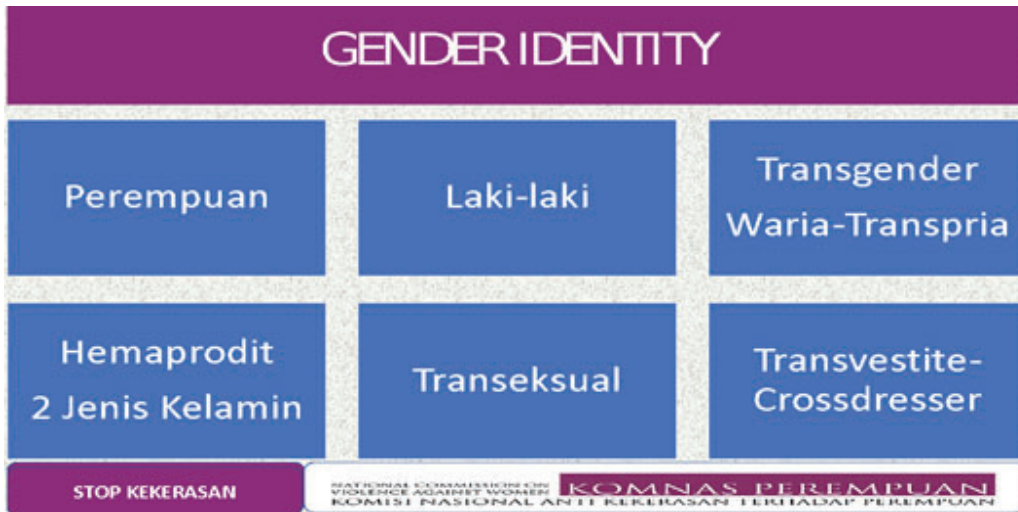 GENDER IDENTITY
Perempuan
Laki-laki
Transgender
Waria-Transpria
Hemaprodit
2 Jenis Kelamin
Transeksual
Transvestite-
Crossdresser
STOP KEKERASAN
NATIONAL COMMISSION ON
VIOLENCE AGAINST WOMEN
KOMNAS PEREMPUAN
KOMISI NASIONAL ANTI KEKERASAN TERHADAP PEREMPUAN